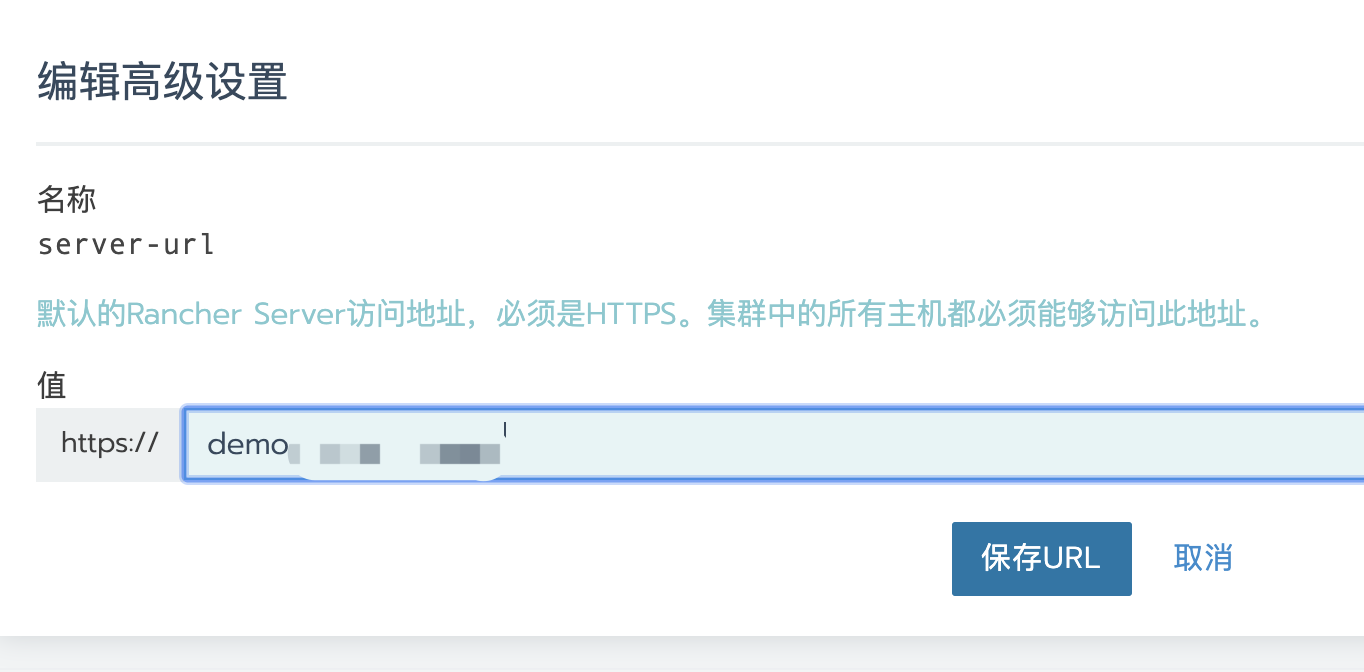 编辑高级设置
名称
server-url
默认的Rancher Server访问地址，必须是HTTPS。集群中的所有主机都必须能够访问此地址。
值
https:// demo
保存URL 取消